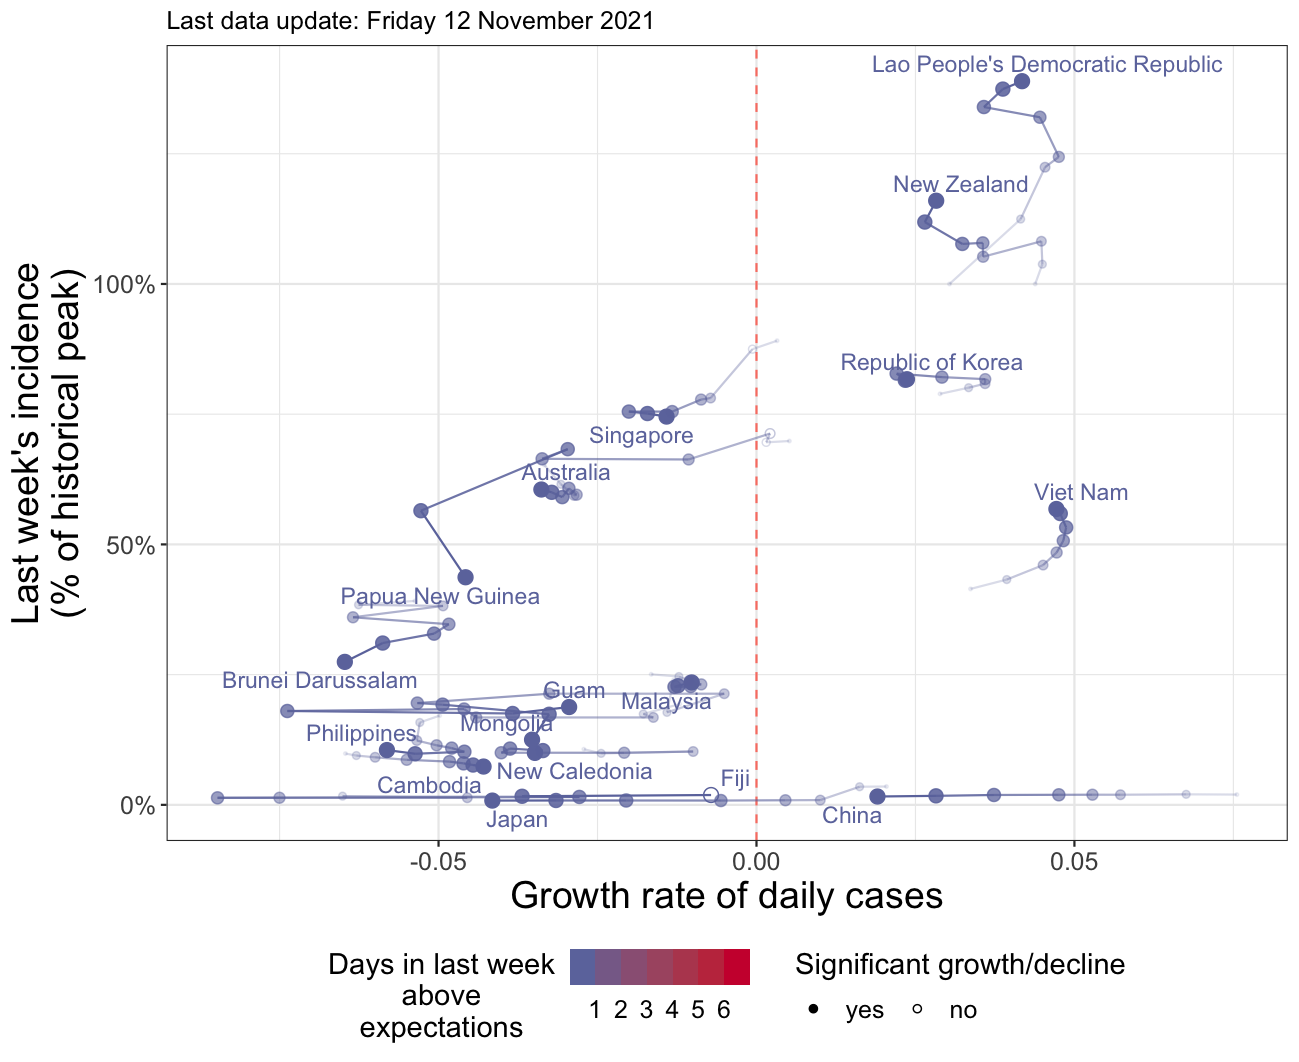 Last data update: Friday 12 November 2021
Last week's incidence
(% of historical peak)
100%
50%
0%
Lao People's Democratic Republic
New Zealand
Republic of Korea
Singapore
Australia
Viet Nam
Papua New Guinea
Brunei Darussalam
Guam
Malaysia
Mongolia
Philippines
New Caledonia
Cambodia
Fiji
Japan
China
-0.05
0.00
0.05
Growth rate of daily cases
Days in last week
above
expectations
1 2 3 4 5 6
Significant growth/decline
yes
no